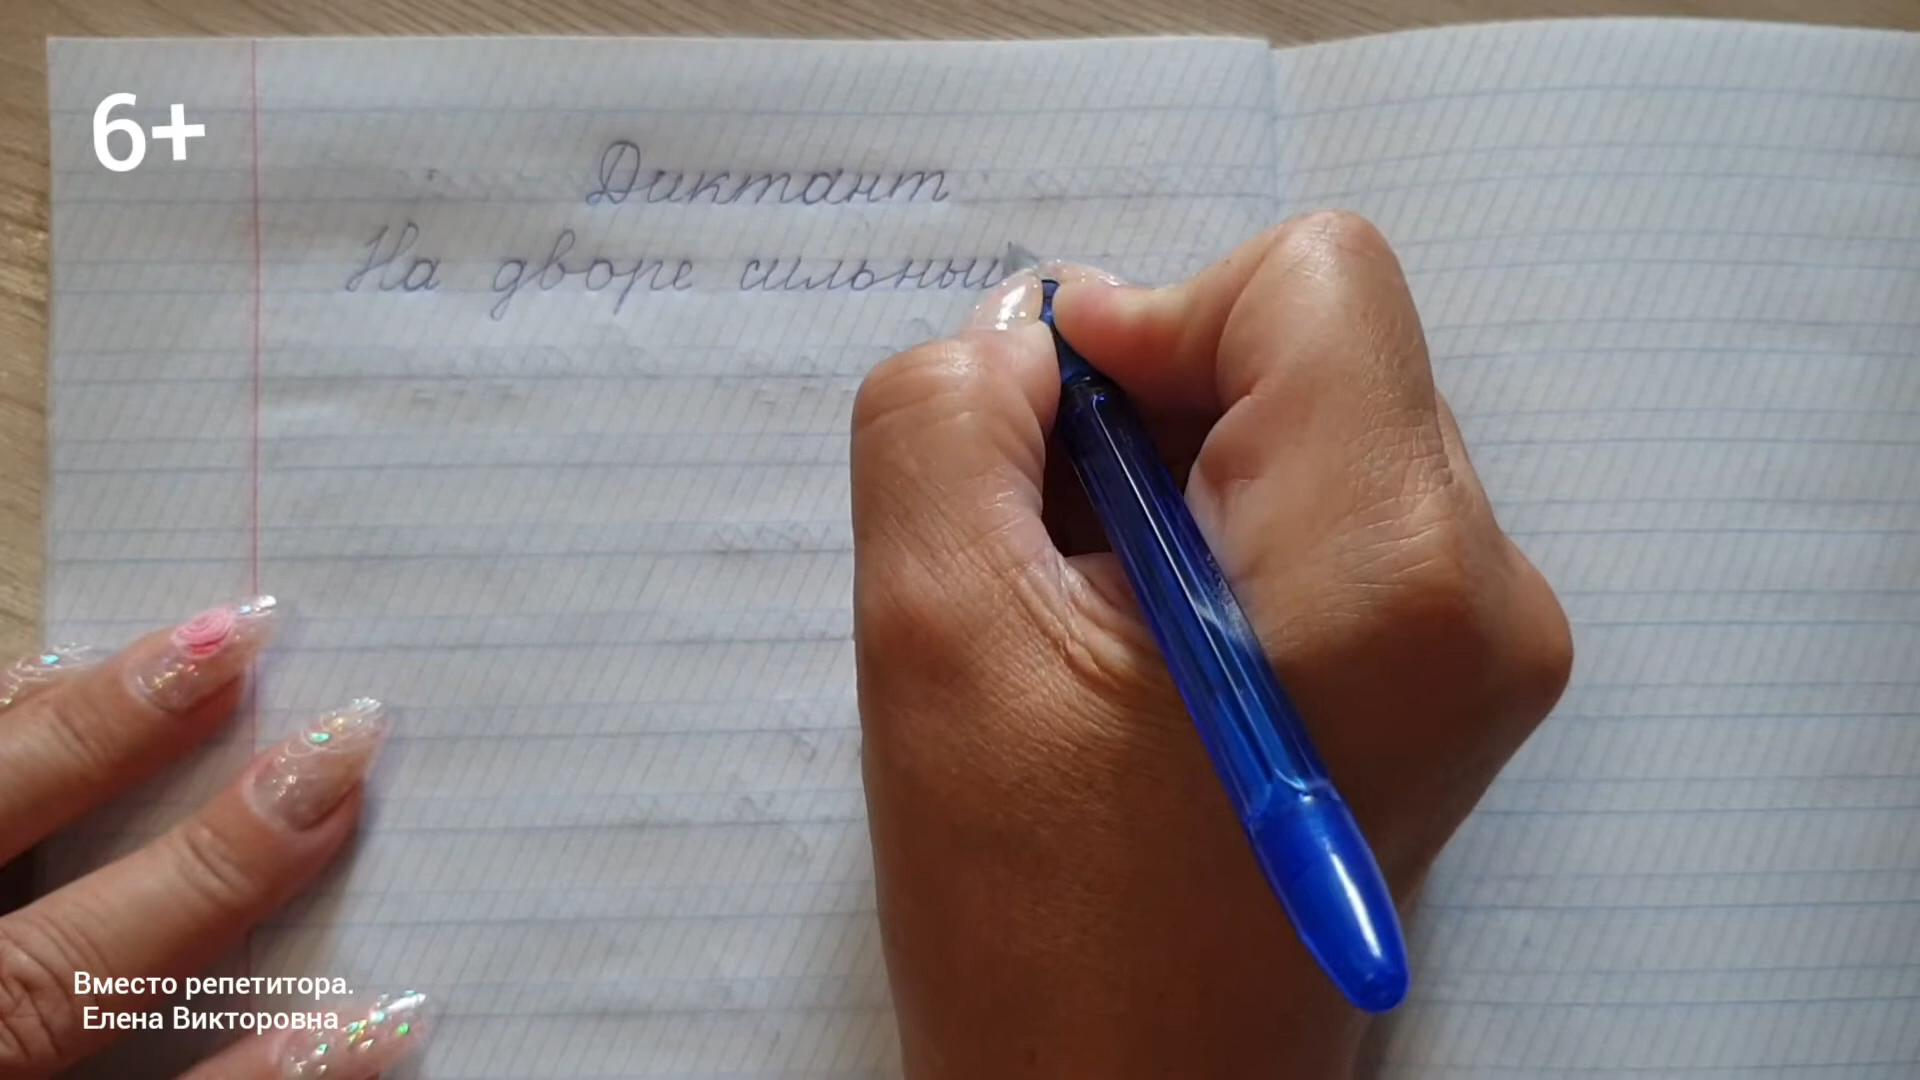 6+
Диктант
На дворе сильны
Вместо репетитора.
Елена Викторовна